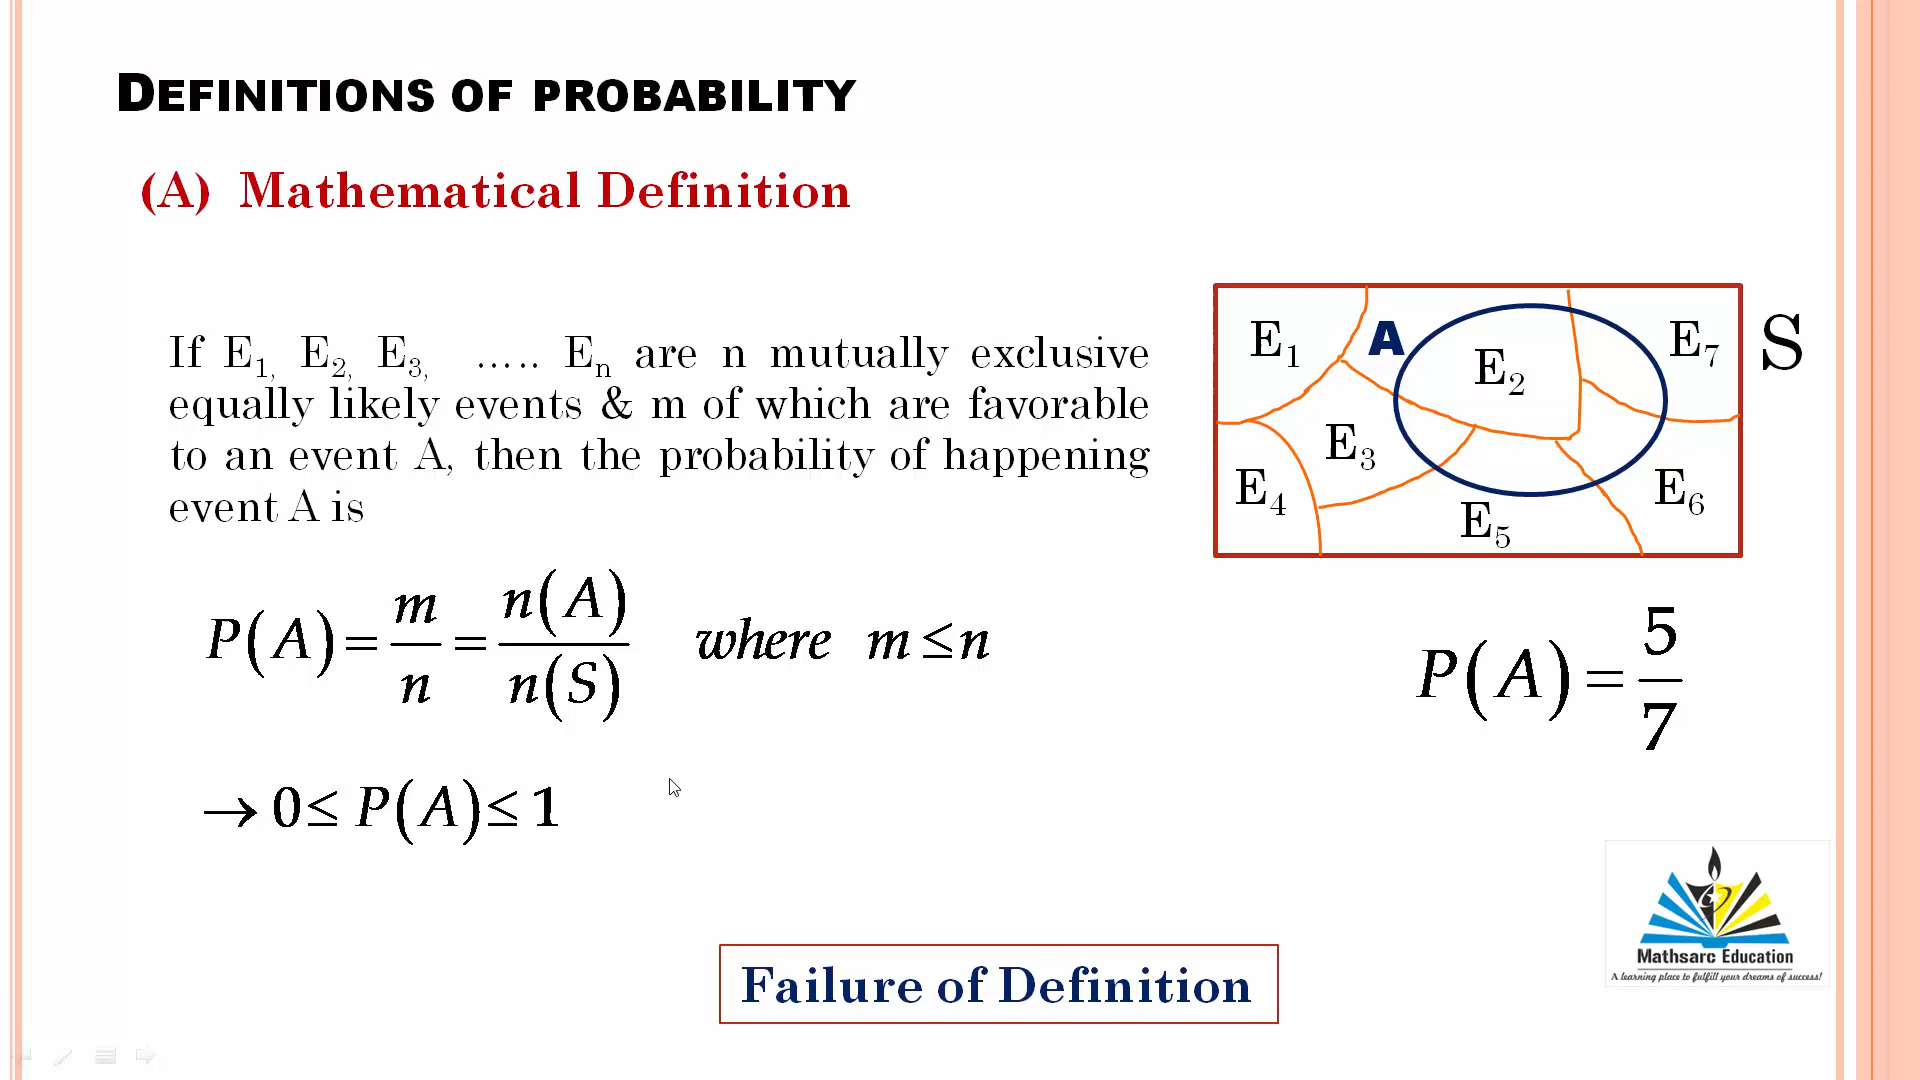 DEFINITIONS OF PROBABILITY
(A) Mathematical Definition
If E₁, E₂, E₃, ..... Eₙ are n mutually exclusive
equally likely events & m of which are favorable
to an event A, then the probability of happening
event A is
P(A) = m/n = n(A)/n(S) where m ≤ n
→ 0 ≤ P(A) ≤ 1
E₁
A
E₂
E₇
S
E₃
E₄
E₅
E₆
P(A) = 5/7
Failure of Definition
Mathsarc Education
A learning place to fulfill your dreams of success!